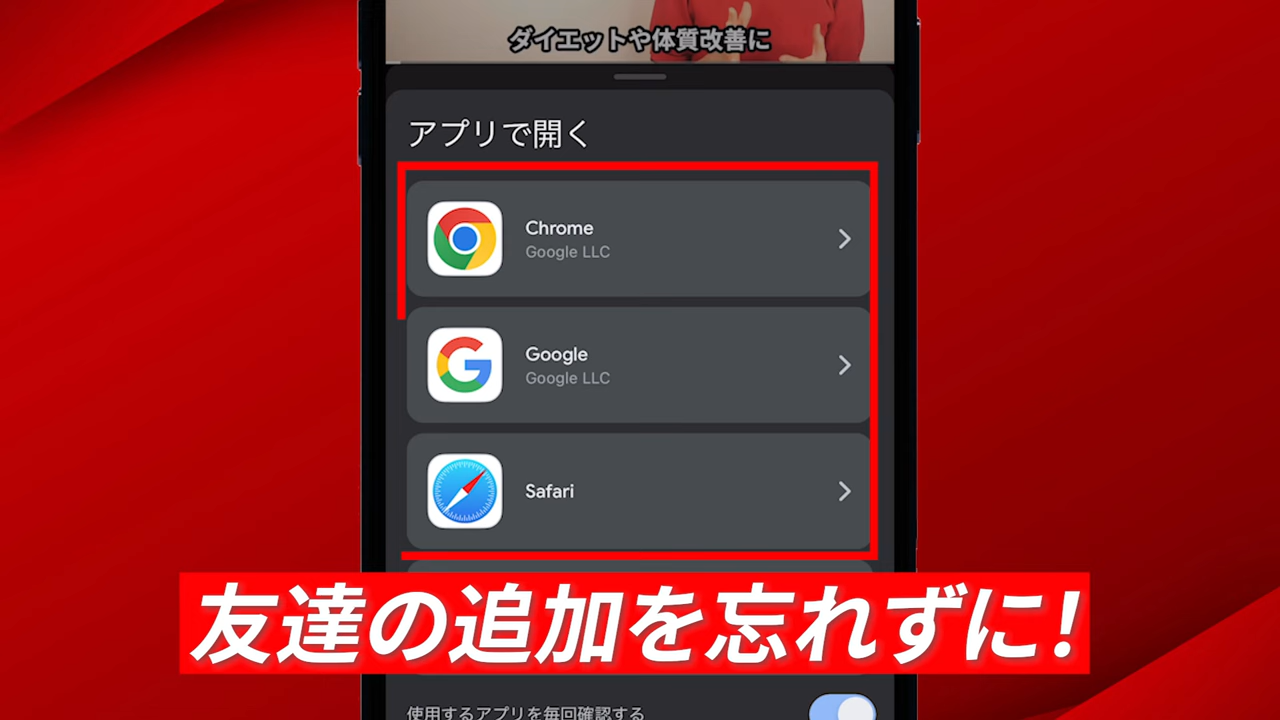 ダイエットや体質改善に
アプリで開く
Chrome
Google LLC
Google
Google LLC
Safari
友達の追加を忘れずに!
使用するアプリを毎回確認する